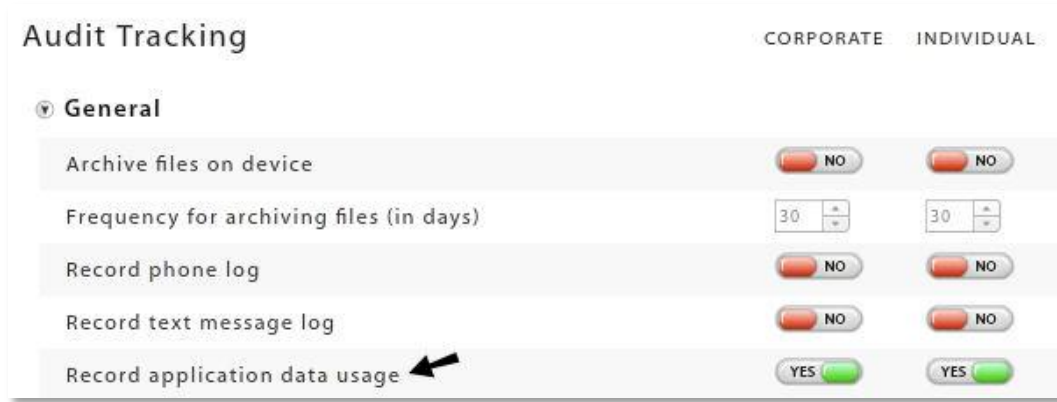 Audit Tracking CORPORATE INDIVIDUAL
General
Archive files on device NO NO
Frequency for archiving files (in days) 30 30
Record phone log NO NO
Record text message log NO NO
Record application data usage YES YES